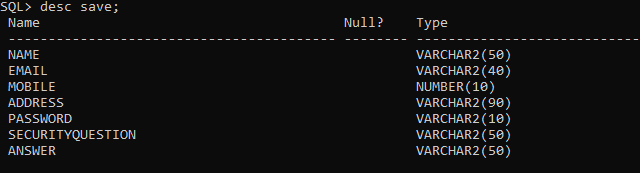 SQL> desc save;
Name Null? Type
----------------------------------------- -------- ----------------------------
NAME VARCHAR2(50)
EMAIL VARCHAR2(40)
MOBILE NUMBER(10)
ADDRESS VARCHAR2(90)
PASSWORD VARCHAR2(10)
SECURITYQUESTION VARCHAR2(50)
ANSWER VARCHAR2(50)